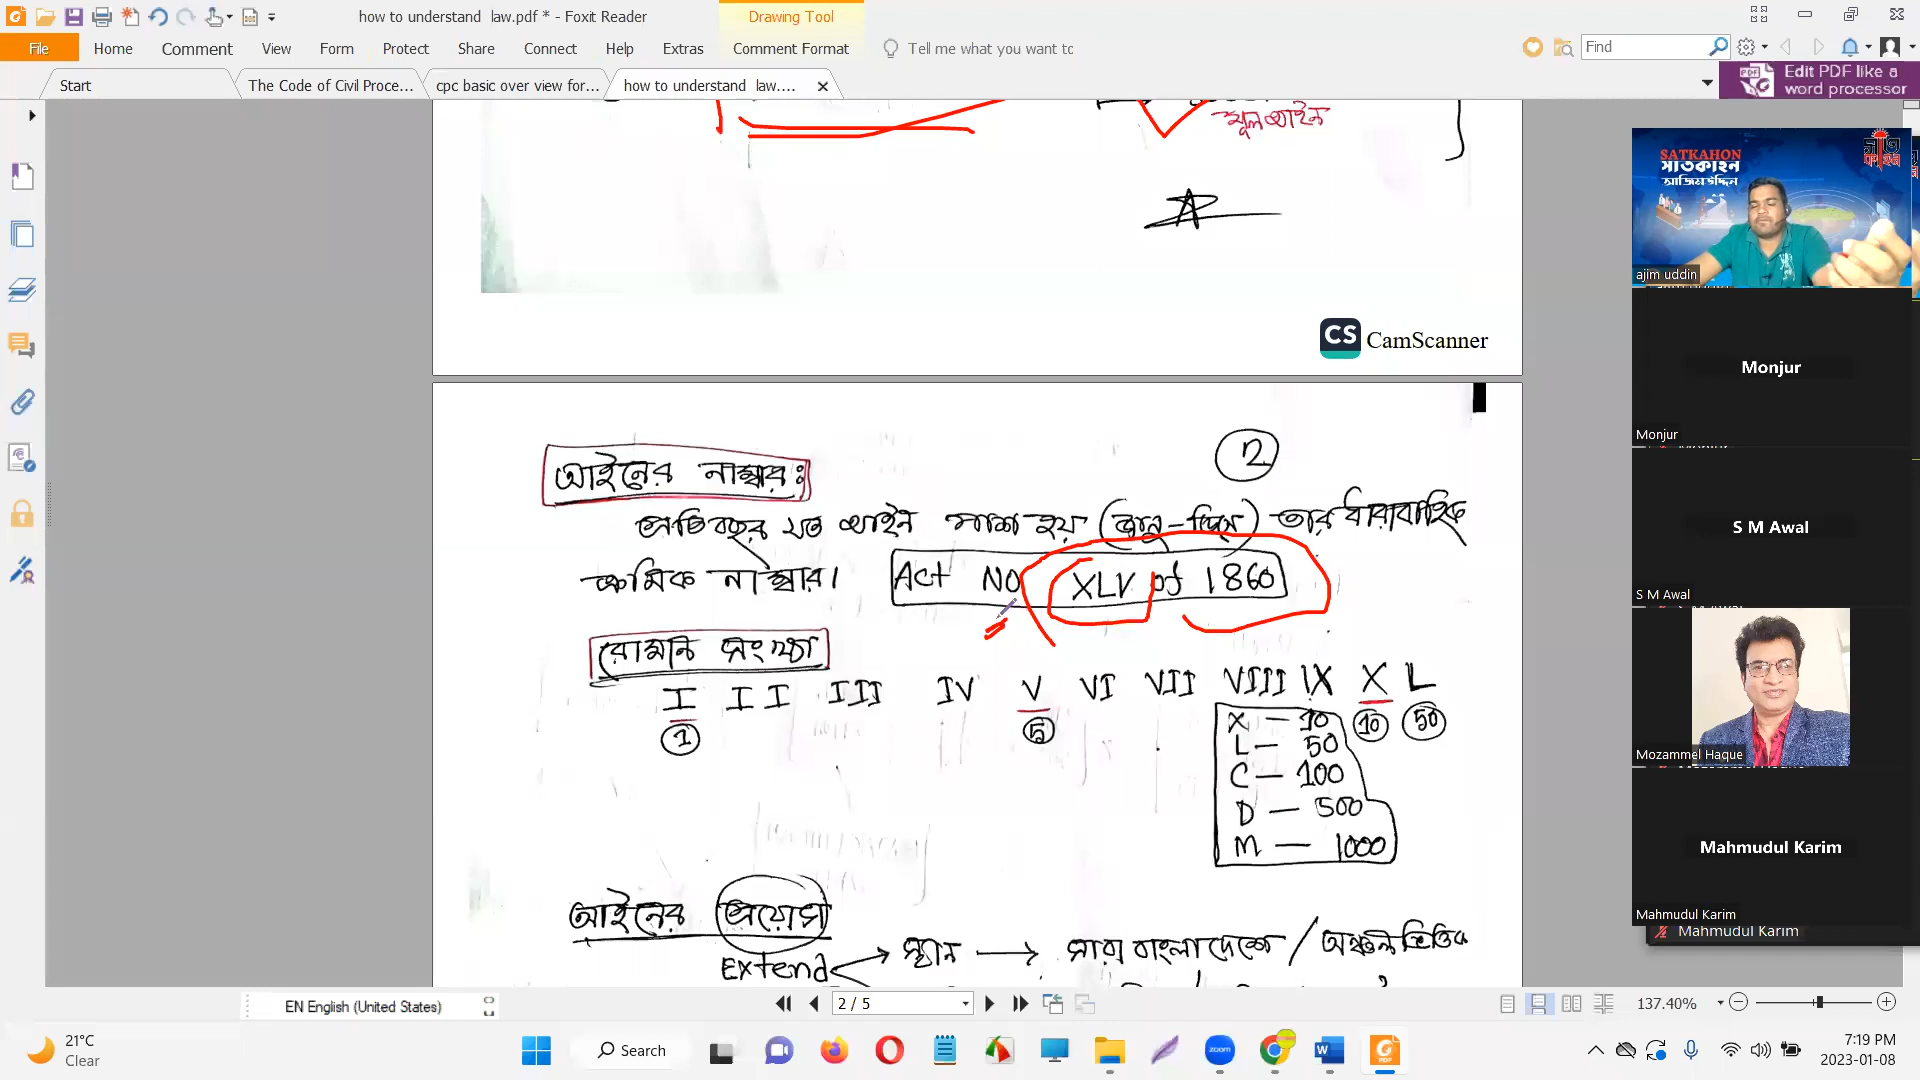 how to understand  law.pdf * - Foxit Reader
Drawing Tool
File
Home
Comment
View
Form
Protect
Share
Connect
Help
Extras
Comment Format
Tell me what you want to
Find
Start
The Code of Civil Proce...
cpc basic over view for...
how to understand  law....
Edit PDF like a
word processor
মূল আইন
CS CamScanner
2
আইনের নাম্বার:
প্রতিবছর যত আইন পাশ হয় (জানু-ডিসে) তার ধারাবাহিক
ক্রমিক নাম্বার। Act NO XLV of 1860
রোমান সংখ্যা
I II III IV V VI VII VIII IX X L
1 5 10 50
X — 10
L — 50
C — 100
D — 500
M — 1000
আইনের প্রয়োগ
Extend
স্থান → সারা বাংলাদেশে / অঞ্চল ভিত্তিক
SATKAHON
সাতকাহন
আজিম উদ্দিন
ajim uddin
Monjur
Monjur
S M Awal
S M Awal
Mozammel Haque
Mahmudul Karim
Mahmudul Karim
Mahmudul Karim
EN English (United States)
2 / 5
137.40%
21°C
Clear
Search
zoom
7:19 PM
2023-01-08